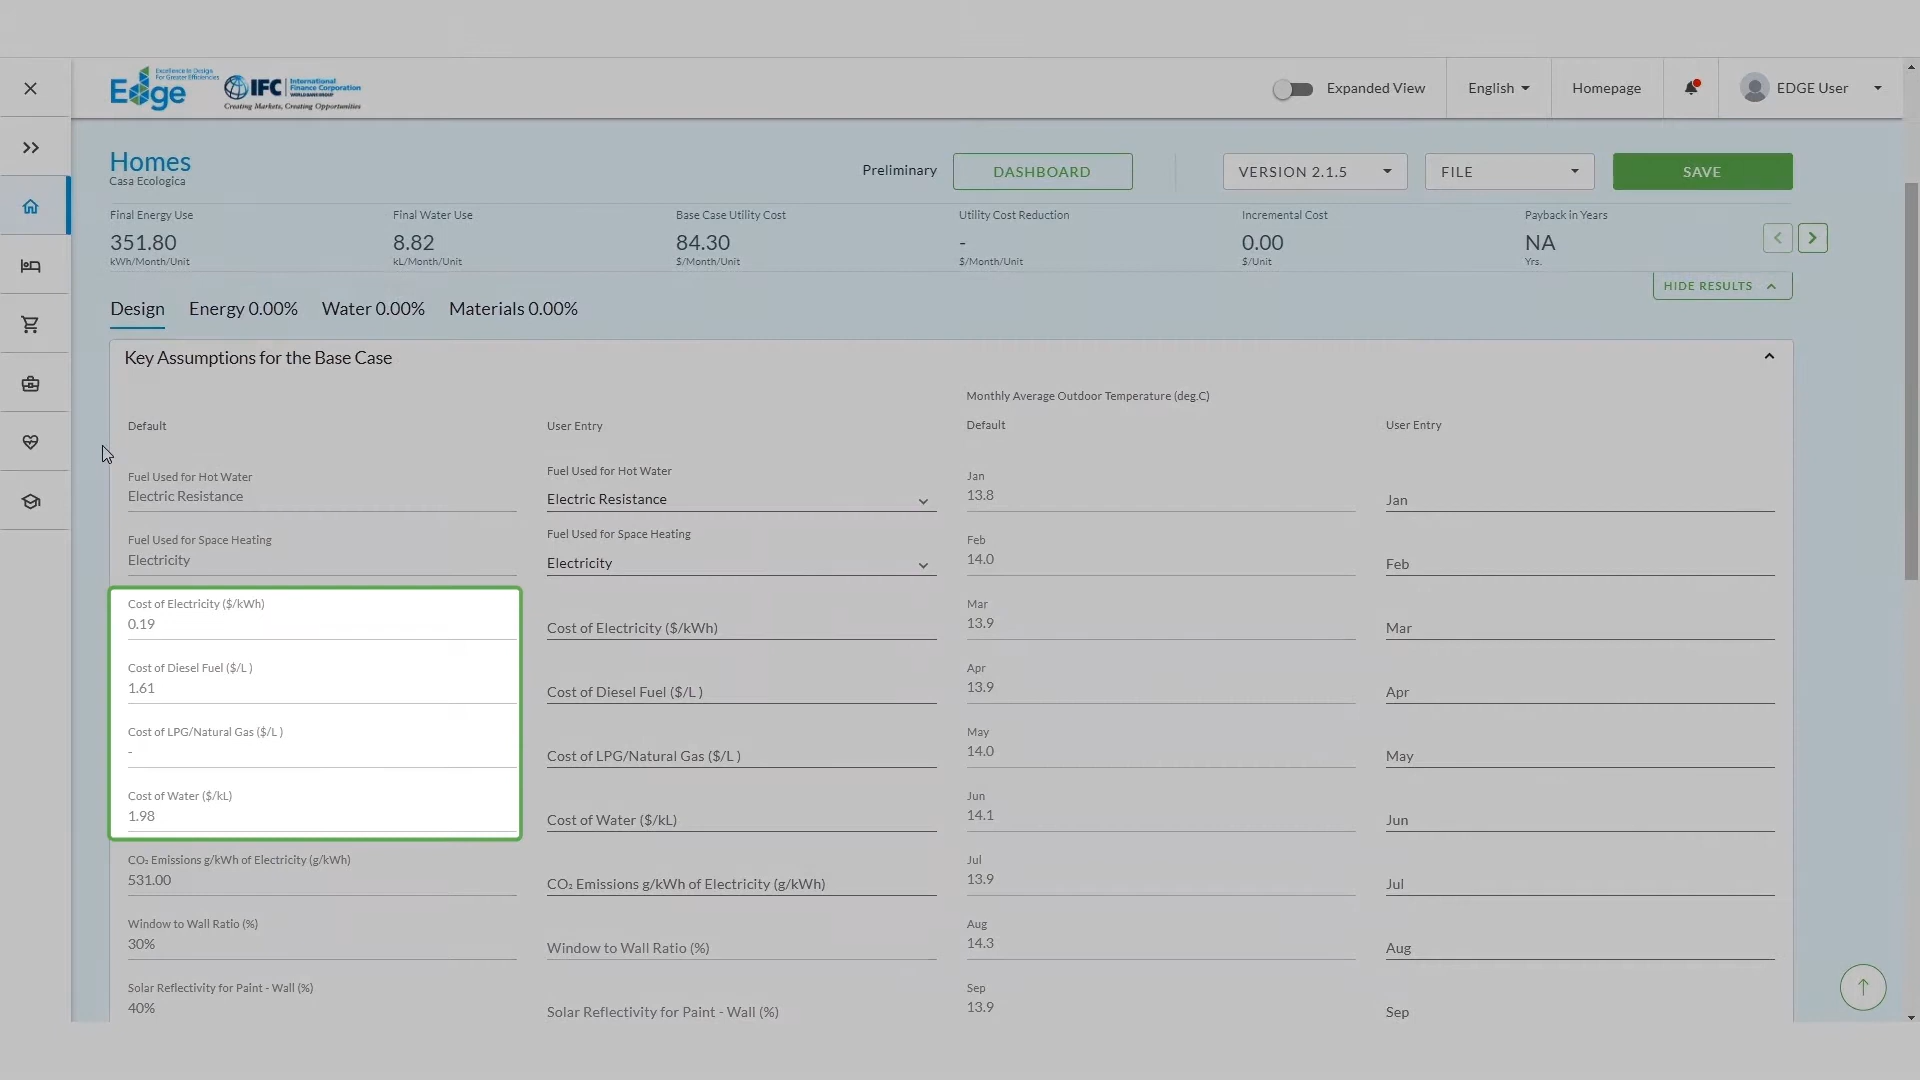 Edge
Excellence in Design
For Greater Efficiencies
IFC
International
Finance Corporation
WORLD BANK GROUP
Creating Markets, Creating Opportunities
Expanded View
English
Homepage
EDGE User
Homes
Casa Ecologica
Preliminary
DASHBOARD
VERSION 2.1.5
FILE
SAVE
Final Energy Use
351.80
kWh/Month/Unit
Final Water Use
8.82
kL/Month/Unit
Base Case Utility Cost
84.30
$/Month/Unit
Utility Cost Reduction
-
$/Month/Unit
Incremental Cost
0.00
$/Unit
Payback in Years
NA
Yrs.
HIDE RESULTS
Design
Energy 0.00%
Water 0.00%
Materials 0.00%
Key Assumptions for the Base Case
Monthly Average Outdoor Temperature (deg.C)
Default
User Entry
Default
User Entry
Fuel Used for Hot Water
Electric Resistance
Fuel Used for Hot Water
Electric Resistance
Jan
13.8
Jan
Fuel Used for Space Heating
Electricity
Fuel Used for Space Heating
Electricity
Feb
14.0
Feb
Cost of Electricity ($/kWh)
0.19
Cost of Electricity ($/kWh)
Mar
13.9
Mar
Cost of Diesel Fuel ($/L )
1.61
Cost of Diesel Fuel ($/L )
Apr
13.9
Apr
Cost of LPG/Natural Gas ($/L )
-
Cost of LPG/Natural Gas ($/L )
May
14.0
May
Cost of Water ($/kL)
1.98
Cost of Water ($/kL)
Jun
14.1
Jun
CO₂ Emissions g/kWh of Electricity (g/kWh)
531.00
CO₂ Emissions g/kWh of Electricity (g/kWh)
Jul
13.9
Jul
Window to Wall Ratio (%)
30%
Window to Wall Ratio (%)
Aug
14.3
Aug
Solar Reflectivity for Paint - Wall (%)
40%
Solar Reflectivity for Paint - Wall (%)
Sep
13.9
Sep